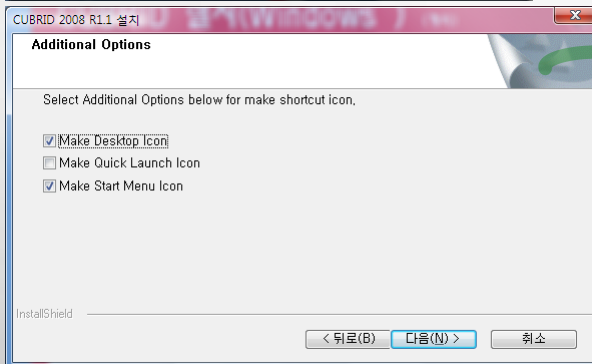 CUBRID 2008 R1.1 설치
Additional Options
Select Additional Options below for make shortcut icon,
Make Desktop Icon
Make Quick Launch Icon
Make Start Menu Icon
InstallShield
< 뒤로(B)
다음(N) >
취소